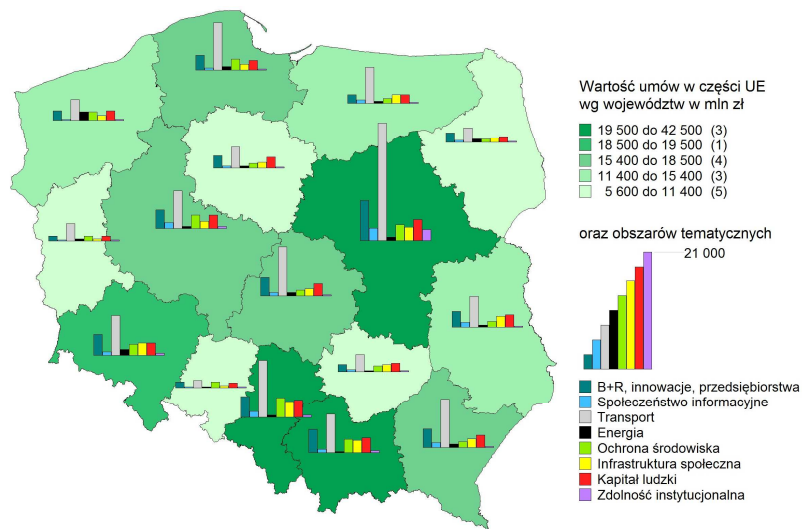 Wartość umów w części UE
wg województw w mln zł
19 500 do 42 500 (3)
18 500 do 19 500 (1)
15 400 do 18 500 (4)
11 400 do 15 400 (3)
5 600 do 11 400 (5)
oraz obszarów tematycznych
21 000
B+R, innowacje, przedsiębiorstwa
Społeczeństwo informacyjne
Transport
Energia
Ochrona środowiska
Infrastruktura społeczna
Kapitał ludzki
Zdolność instytucjonalna